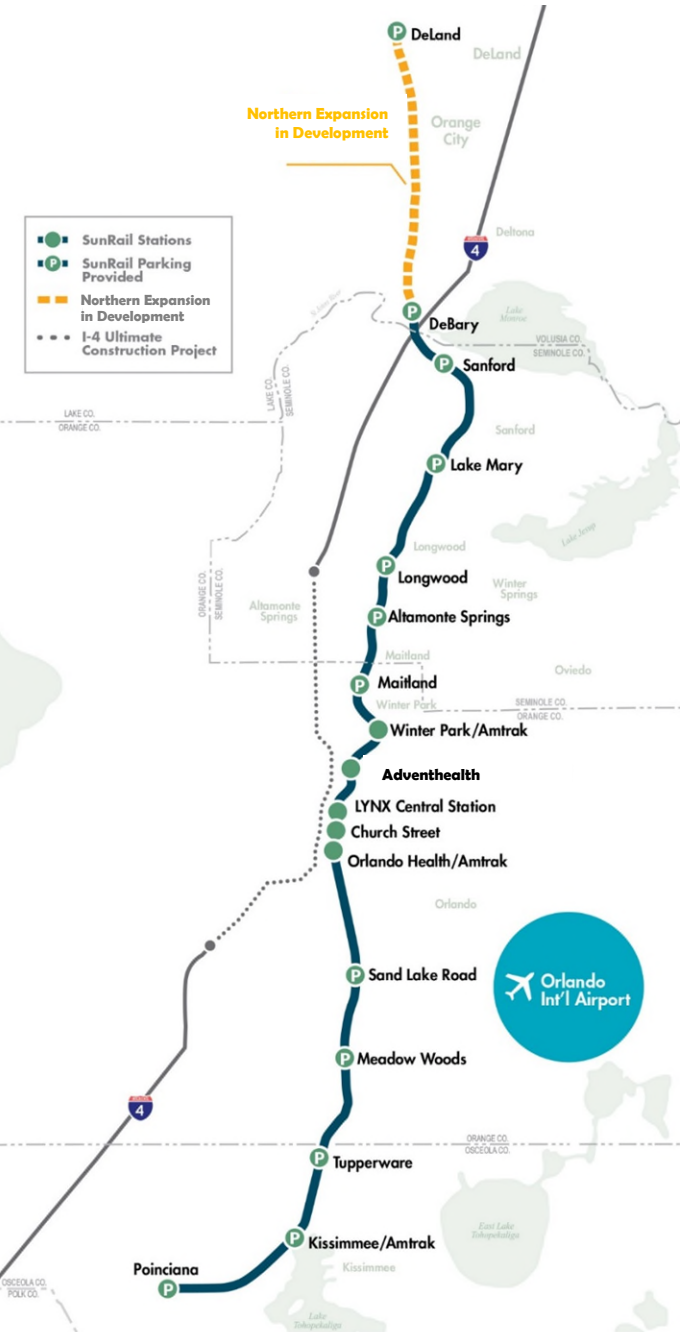 P
DeLand
DeLand
Northern Expansion
in Development
Orange
City
SunRail Stations
P
SunRail Parking
Provided
Northern Expansion
in Development
I-4 Ultimate
Construction Project
Deltona
4
St. Johns River
Lake
Monroe
P
DeBary
VOLUSIA CO.
SEMINOLE CO.
P
Sanford
LAKE CO.
SEMINOLE CO.
LAKE CO.
ORANGE CO.
Sanford
P
Lake Mary
Lake Jesup
Longwood
P
Longwood
Winter
Springs
ORANGE CO.
SEMINOLE CO.
Altamonte
Springs
P
Altamonte Springs
Maitland
Oviedo
P
Maitland
Winter Park
SEMINOLE CO.
ORANGE CO.
Winter Park/Amtrak
Adventhealth
LYNX Central Station
Church Street
Orlando Health/Amtrak
Orlando
P
Sand Lake Road
Orlando
Int'l Airport
P
Meadow Woods
4
ORANGE CO.
OSCEOLA CO.
P
Tupperware
East Lake
Tohopekaliga
P
Kissimmee/Amtrak
Kissimmee
Poinciana
P
OSCEOLA CO.
POLK CO.
Lake
Tohopekaliga